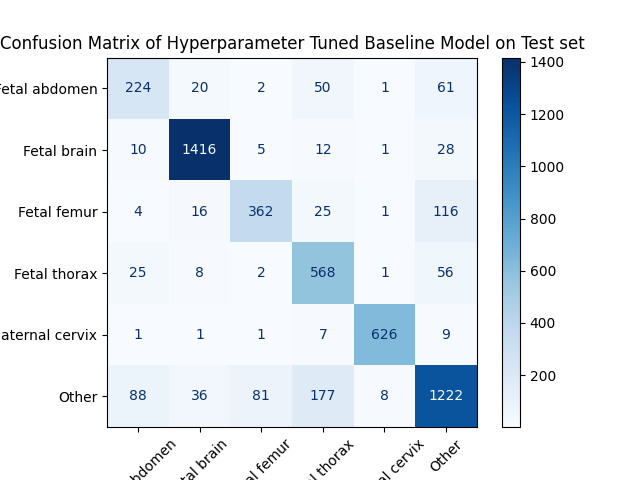 Confusion Matrix of Hyperparameter Tuned Baseline Model on Test set
etal abdomen 224 20 2 50 1 61
Fetal brain 10 1416 5 12 1 28
Fetal femur 4 16 362 25 1 116
Fetal thorax 25 8 2 568 1 56
aternal cervix 1 1 1 7 626 9
Other 88 36 81 177 8 1222
bdomen tal brain al femur l thorax al cervix Other
1400
1200
1000
800
600
400
200